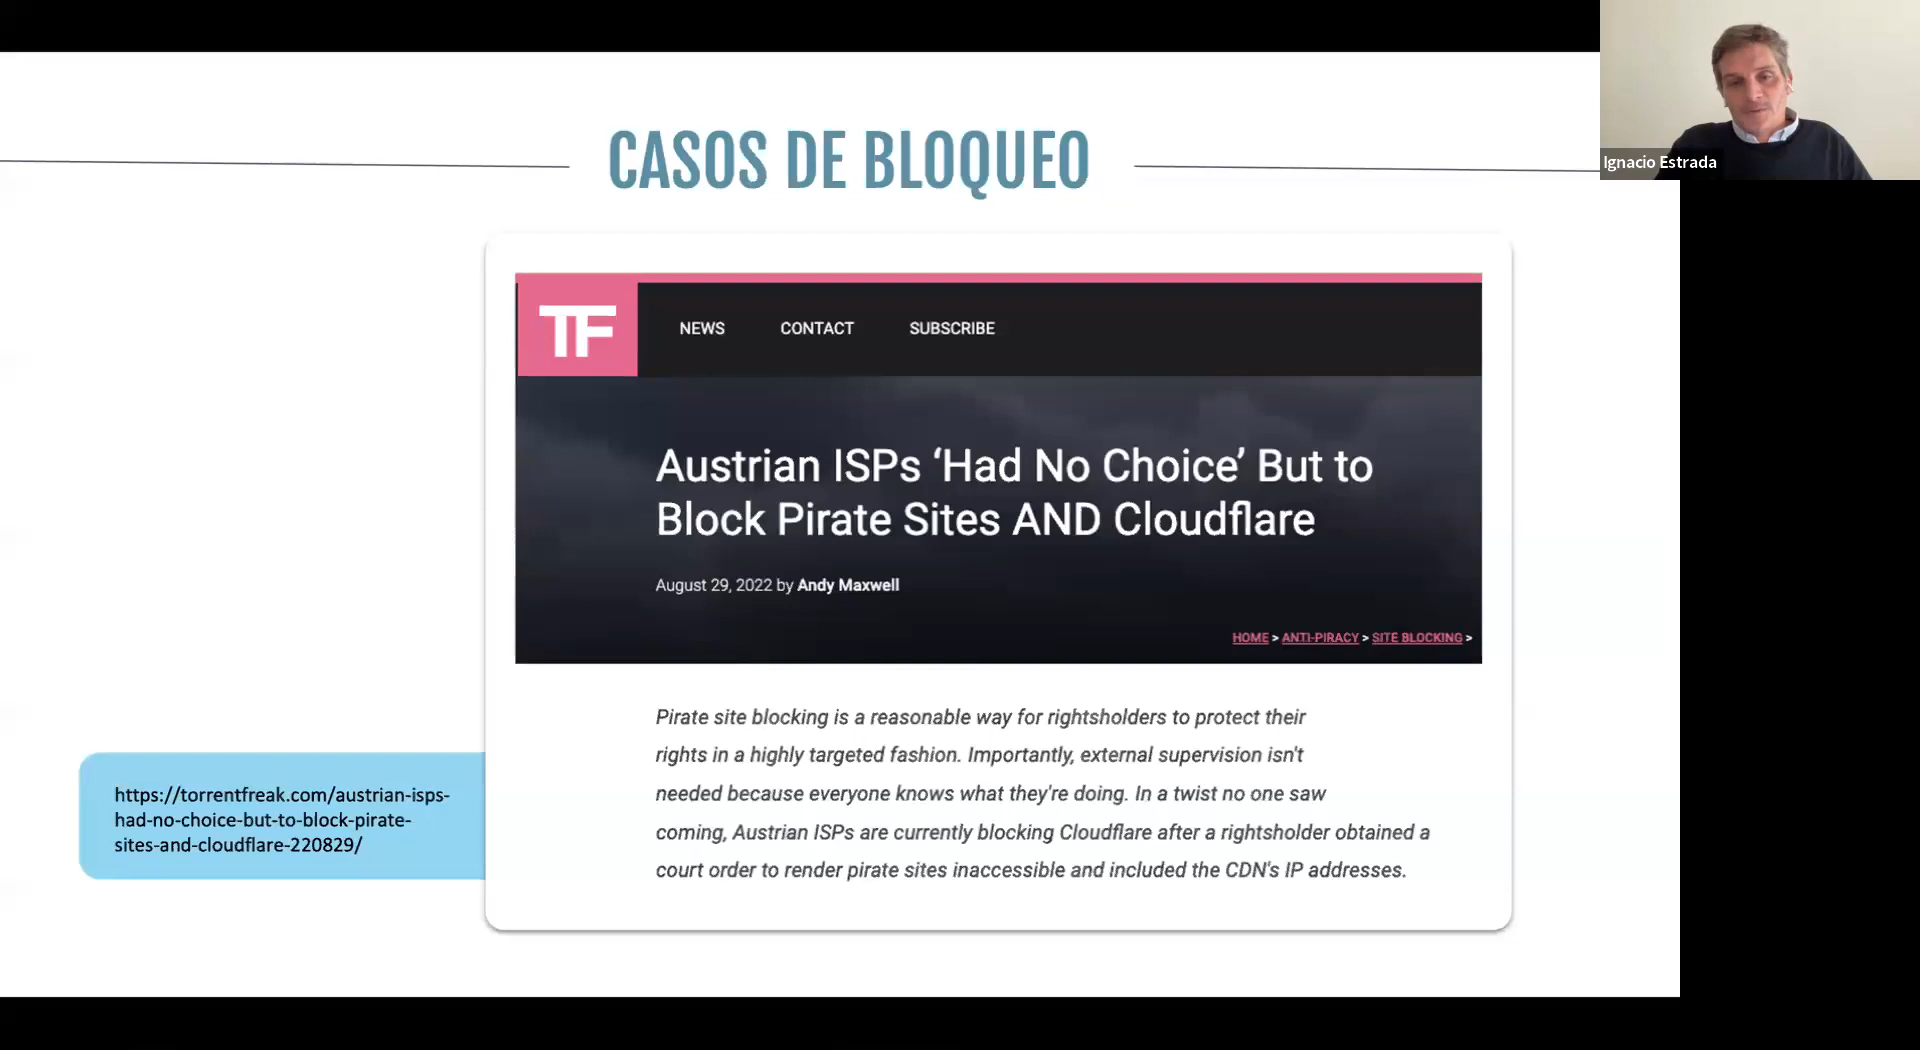 CASOS DE BLOQUEO
Ignacio Estrada
TF
NEWS CONTACT SUBSCRIBE
Austrian ISPs ‘Had No Choice’ But to
Block Pirate Sites AND Cloudflare
August 29, 2022 by Andy Maxwell
HOME > ANTI-PIRACY > SITE BLOCKING >
Pirate site blocking is a reasonable way for rightsholders to protect their
rights in a highly targeted fashion. Importantly, external supervision isn't
needed because everyone knows what they're doing. In a twist no one saw
coming, Austrian ISPs are currently blocking Cloudflare after a rightsholder obtained a
court order to render pirate sites inaccessible and included the CDN's IP addresses.
https://torrentfreak.com/austrian-isps-
had-no-choice-but-to-block-pirate-
sites-and-cloudflare-220829/